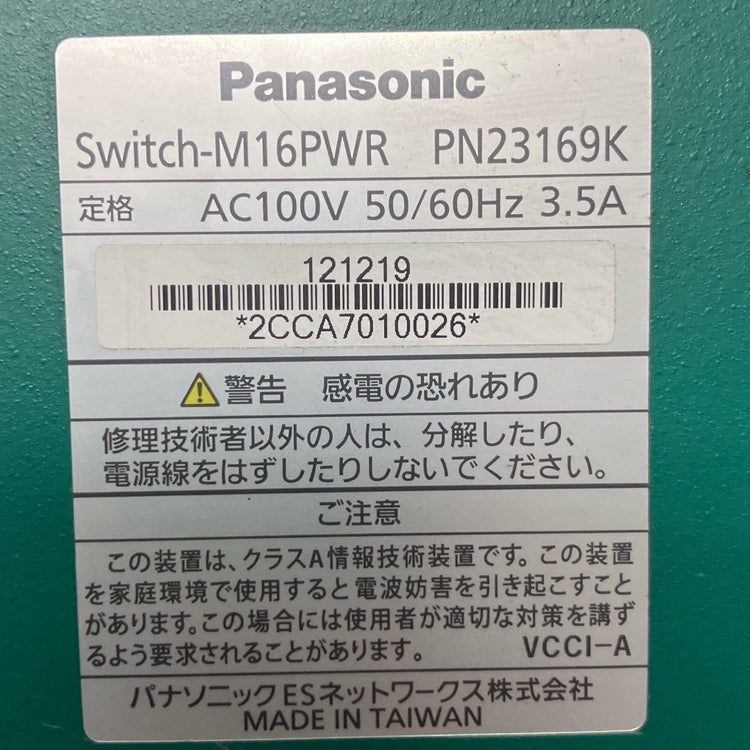 Panasonic
Switch-M16PWR PN23169K
定格 AC100V 50/60Hz 3.5A
121219
*2CCA7010026*
警告 感電の恐れあり
修理技術者以外の人は、分解したり、
電源線をはずしたりしないでください。
ご注意
この装置は、クラスA情報技術装置です。この装置
を家庭環境で使用すると電波妨害を引き起こすこと
があります。この場合には使用者が適切な対策を講ず
るよう要求されることがあります。 VCCI-A
パナソニックESネットワークス株式会社
MADE IN TAIWAN